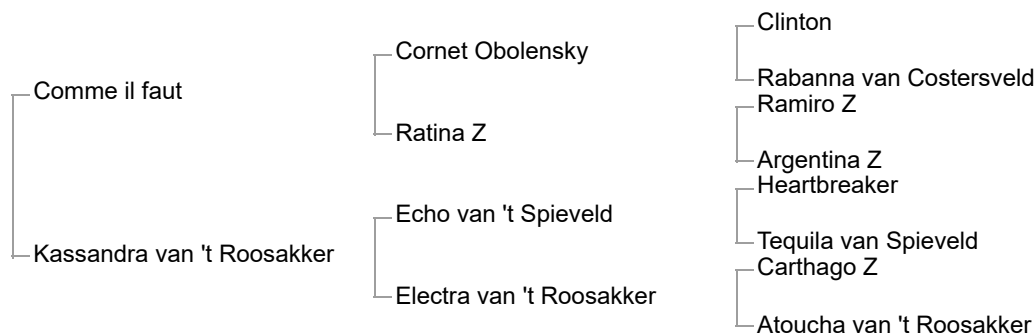 Clinton
Cornet Obolensky
Rabanna van Costersveld
Comme il faut
Ramiro Z
Ratina Z
Argentina Z
Heartbreaker
Echo van 't Spieveld
Tequila van Spieveld
Kassandra van 't Roosakker
Carthago Z
Electra van 't Roosakker
Atoucha van 't Roosakker